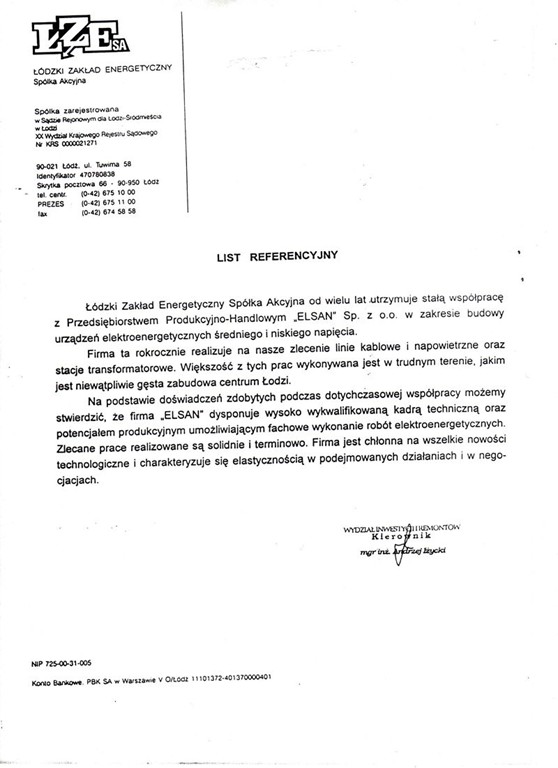 ŁZE SA
ŁÓDZKI ZAKŁAD ENERGETYCZNY
Spółka Akcyjna
Spółka zarejestrowana
w Sądzie Rejonowym dla Łodzi-Śródmieścia
w Łodzi
XX Wydział Krajowego Rejestru Sądowego
Nr KRS 0000021271
90-021 Łódź, ul. Tuwima 58
Identyfikator 470780838
Skrytka pocztowa 66 - 90-950 Łódź
tel. centr. (0-42) 675 10 00
PREZES (0-42) 675 11 00
fax (0-42) 674 58 58
LIST REFERENCYJNY
Łódzki Zakład Energetyczny Spółka Akcyjna od wielu lat utrzymuje stałą współpracę
z Przedsiębiorstwem Produkcyjno-Handlowym „ELSAN" Sp. z o.o. w zakresie budowy
urządzeń elektroenergetycznych średniego i niskiego napięcia.
Firma ta rokrocznie realizuje na nasze zlecenie linie kablowe i napowietrzne oraz
stacje transformatorowe. Większość z tych prac wykonywana jest w trudnym terenie, jakim
jest niewątpliwie gęsta zabudowa centrum Łodzi.
Na podstawie doświadczeń zdobytych podczas dotychczasowej współpracy możemy
stwierdzić, że firma „ELSAN" dysponuje wysoko wykwalifikowaną kadrą techniczną oraz
potencjałem produkcyjnym umożliwiającym fachowe wykonanie robót elektroenergetycznych.
Zlecane prace realizowane są solidnie i terminowo. Firma jest chłonna na wszelkie nowości
technologiczne i charakteryzuje się elastycznością w podejmowanych działaniach i w nego-
cjacjach.
WYDZIAŁ INWESTYCJI I REMONTÓW
Kierownik
mgr inż. Andrzej Iżycki
NIP 725-00-31-005
Konto Bankowe. PBK SA w Warszawie V O/Łódź 11101372-401370000401